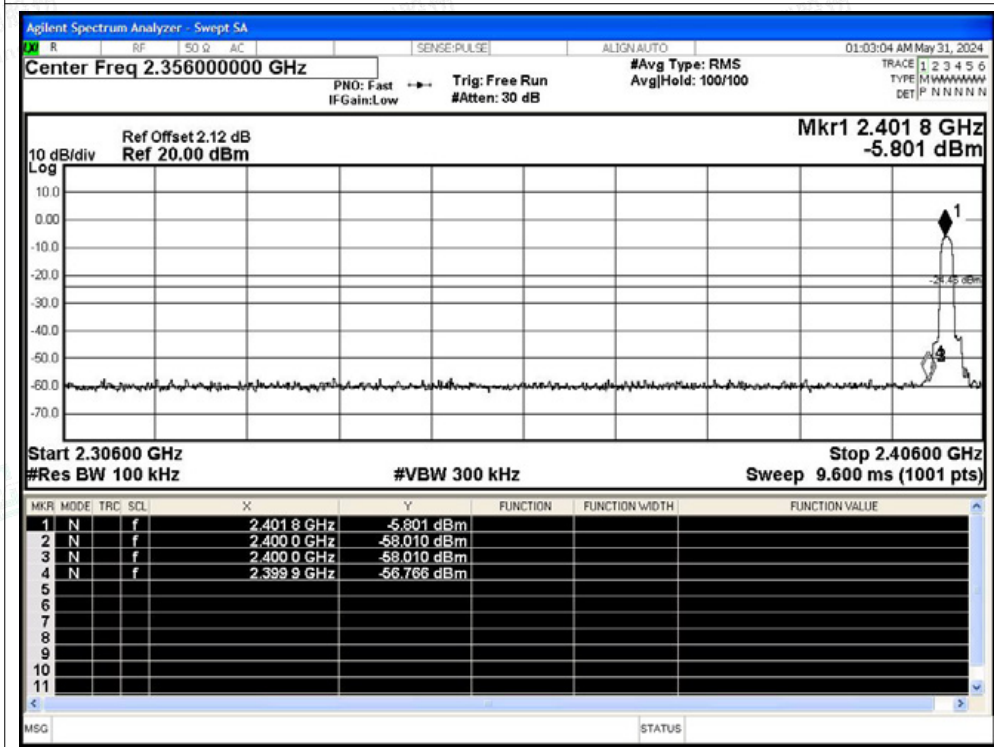 Agilent Spectrum Analyzer - Swept SA
LXI R RF 50 Ω AC SENSE:PULSE ALIGN AUTO 01:03:04 AM May 31, 2024
Center Freq 2.356000000 GHz
PNO: Fast
IFGain:Low
Trig: Free Run
#Atten: 30 dB
#Avg Type: RMS
Avg|Hold: 100/100
TRACE 1 2 3 4 5 6
TYPE MWWWWW
DET P N N N N N
Ref Offset 2.12 dB
10 dB/div Ref 20.00 dBm
Log
Mkr1 2.401 8 GHz
-5.801 dBm
10.0
0.00
-10.0
-20.0
-30.0
-40.0
-50.0
-60.0
-70.0
1
-24.45 dBm
Start 2.30600 GHz Stop 2.40600 GHz
#Res BW 100 kHz #VBW 300 kHz Sweep 9.600 ms (1001 pts)
MKR MODE TRC SCL X Y FUNCTION FUNCTION WIDTH FUNCTION VALUE
1 N f 2.401 8 GHz -5.801 dBm
2 N f 2.400 0 GHz -58.010 dBm
3 N f 2.400 0 GHz -58.010 dBm
4 N f 2.399 9 GHz -56.766 dBm
5
6
7
8
9
10
11
MSG STATUS